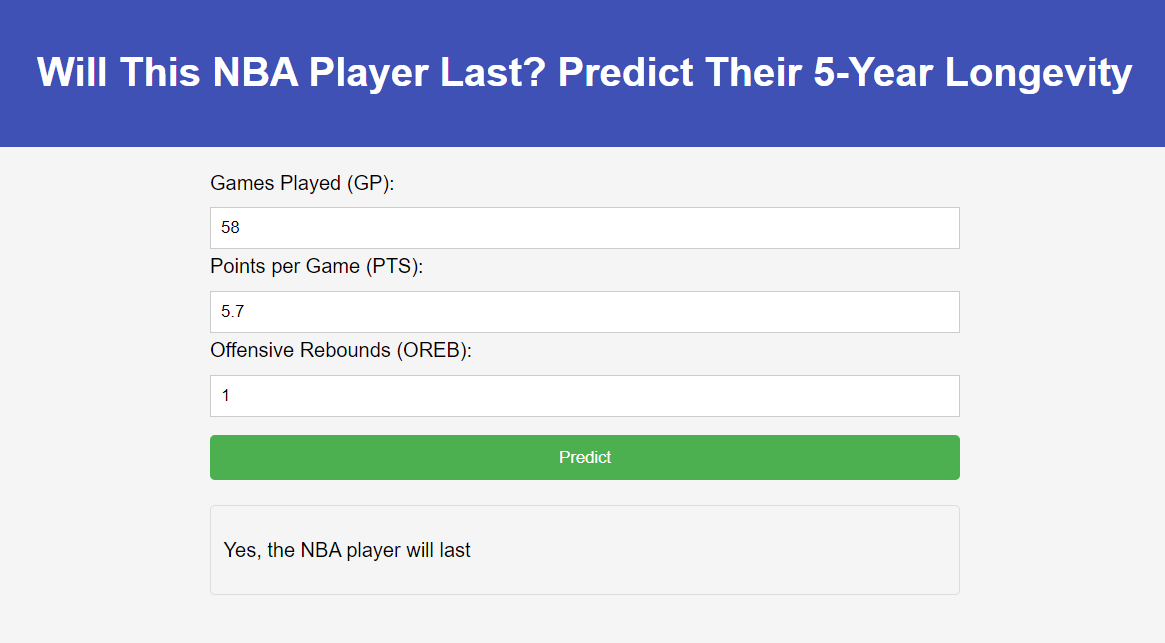 Will This NBA Player Last? Predict Their 5-Year Longevity
Games Played (GP):
58
Points per Game (PTS):
5.7
Offensive Rebounds (OREB):
1
Predict
Yes, the NBA player will last